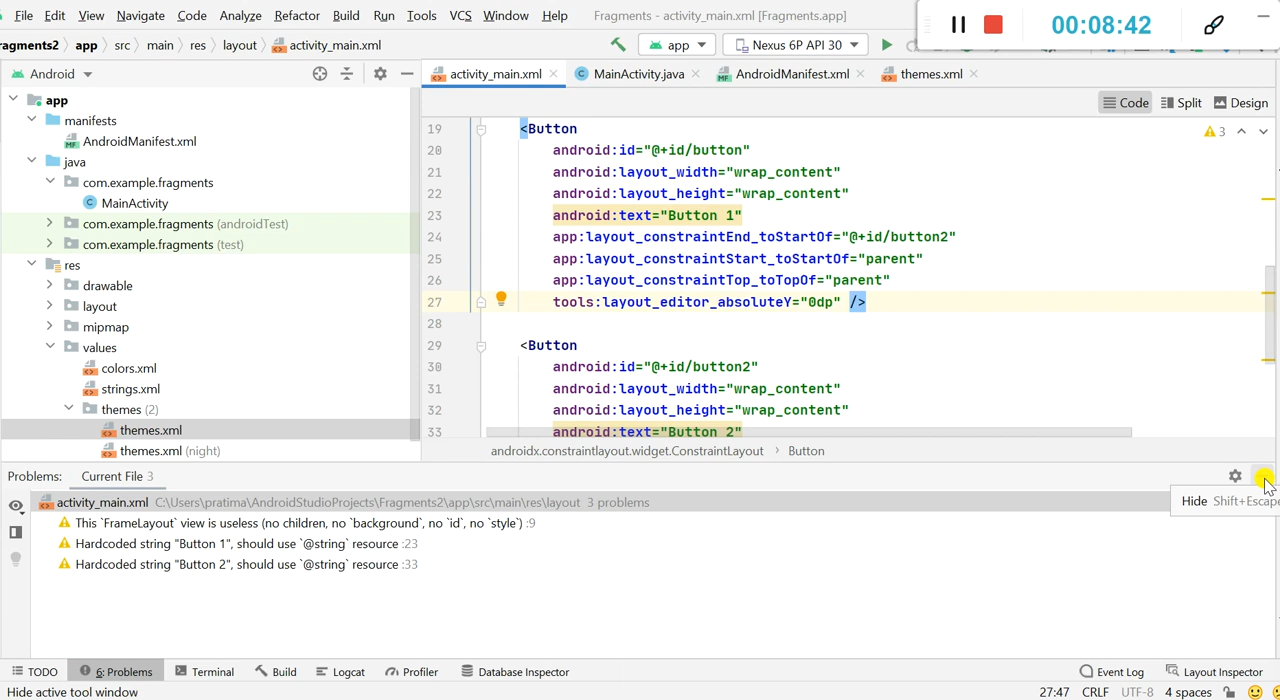 File Edit View Navigate Code Analyze Refactor Build Run Tools VCS Window Help Fragments - activity_main.xml [Fragments.app]
00:08:42
ragments2 app src main res layout activity_main.xml app Nexus 6P API 30
Android
activity_main.xml MainActivity.java AndroidManifest.xml themes.xml
Code Split Design
app
manifests
AndroidManifest.xml
java
com.example.fragments
MainActivity
com.example.fragments (androidTest)
com.example.fragments (test)
res
drawable
layout
mipmap
values
colors.xml
strings.xml
themes (2)
themes.xml
themes.xml (night)
3
19 <Button
20 android:id="@+id/button"
21 android:layout_width="wrap_content"
22 android:layout_height="wrap_content"
23 android:text="Button 1"
24 app:layout_constraintEnd_toStartOf="@+id/button2"
25 app:layout_constraintStart_toStartOf="parent"
26 app:layout_constraintTop_toTopOf="parent"
27 tools:layout_editor_absoluteY="0dp" />
28
29 <Button
30 android:id="@+id/button2"
31 android:layout_width="wrap_content"
32 android:layout_height="wrap_content"
33 android:text="Button 2"
androidx.constraintlayout.widget.ConstraintLayout Button
Problems: Current File 3
activity_main.xml C:\Users\pratima\AndroidStudioProjects\Fragments2\app\src\main\res\layout 3 problems
Hide Shift+Escape
This `FrameLayout` view is useless (no children, no `background`, no `id`, no `style`) :9
Hardcoded string "Button 1", should use `@string` resource :23
Hardcoded string "Button 2", should use `@string` resource :33
TODO 6: Problems Terminal Build Logcat Profiler Database Inspector Event Log Layout Inspector
Hide active tool window 27:47 CRLF UTF-8 4 spaces